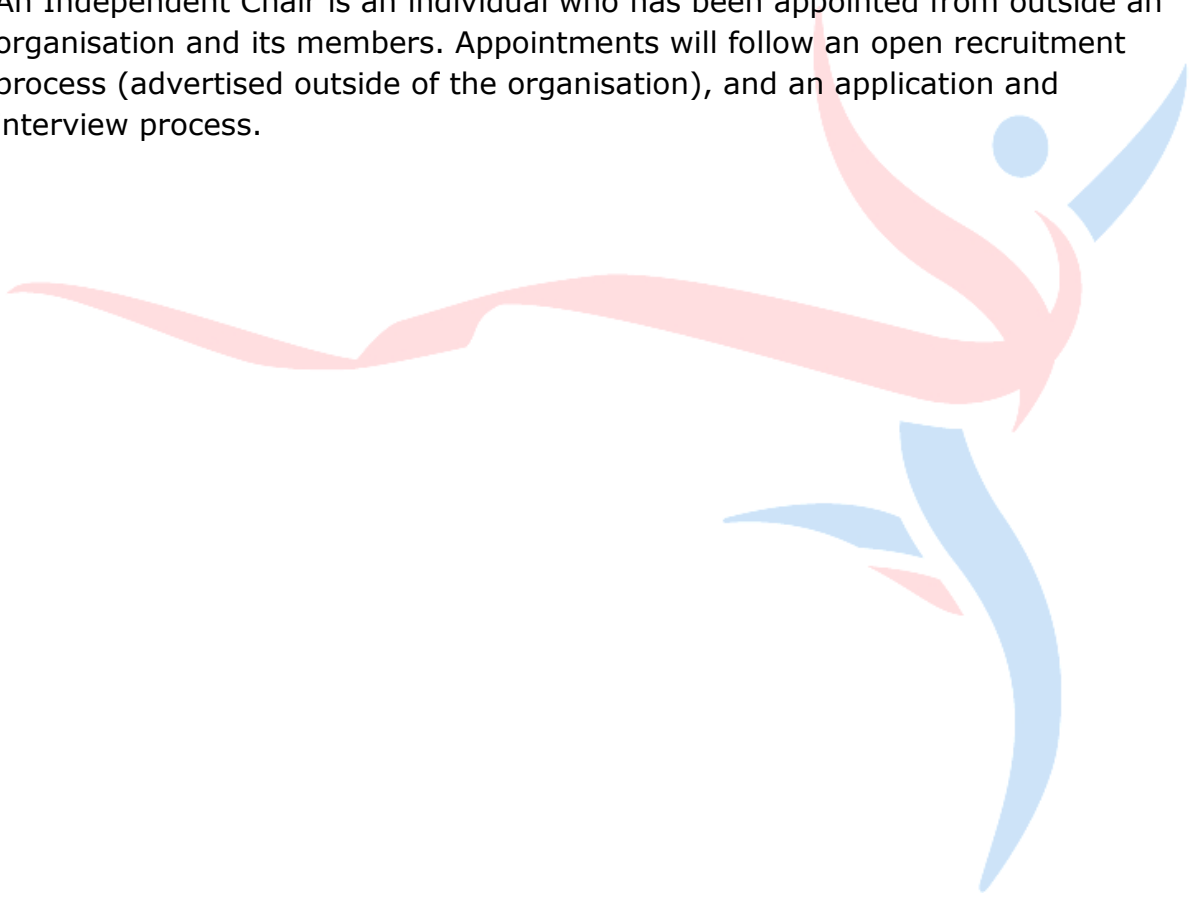 An Independent Chair is an individual who has been appointed from outside an
organisation and its members. Appointments will follow an open recruitment
process (advertised outside of the organisation), and an application and
interview process.